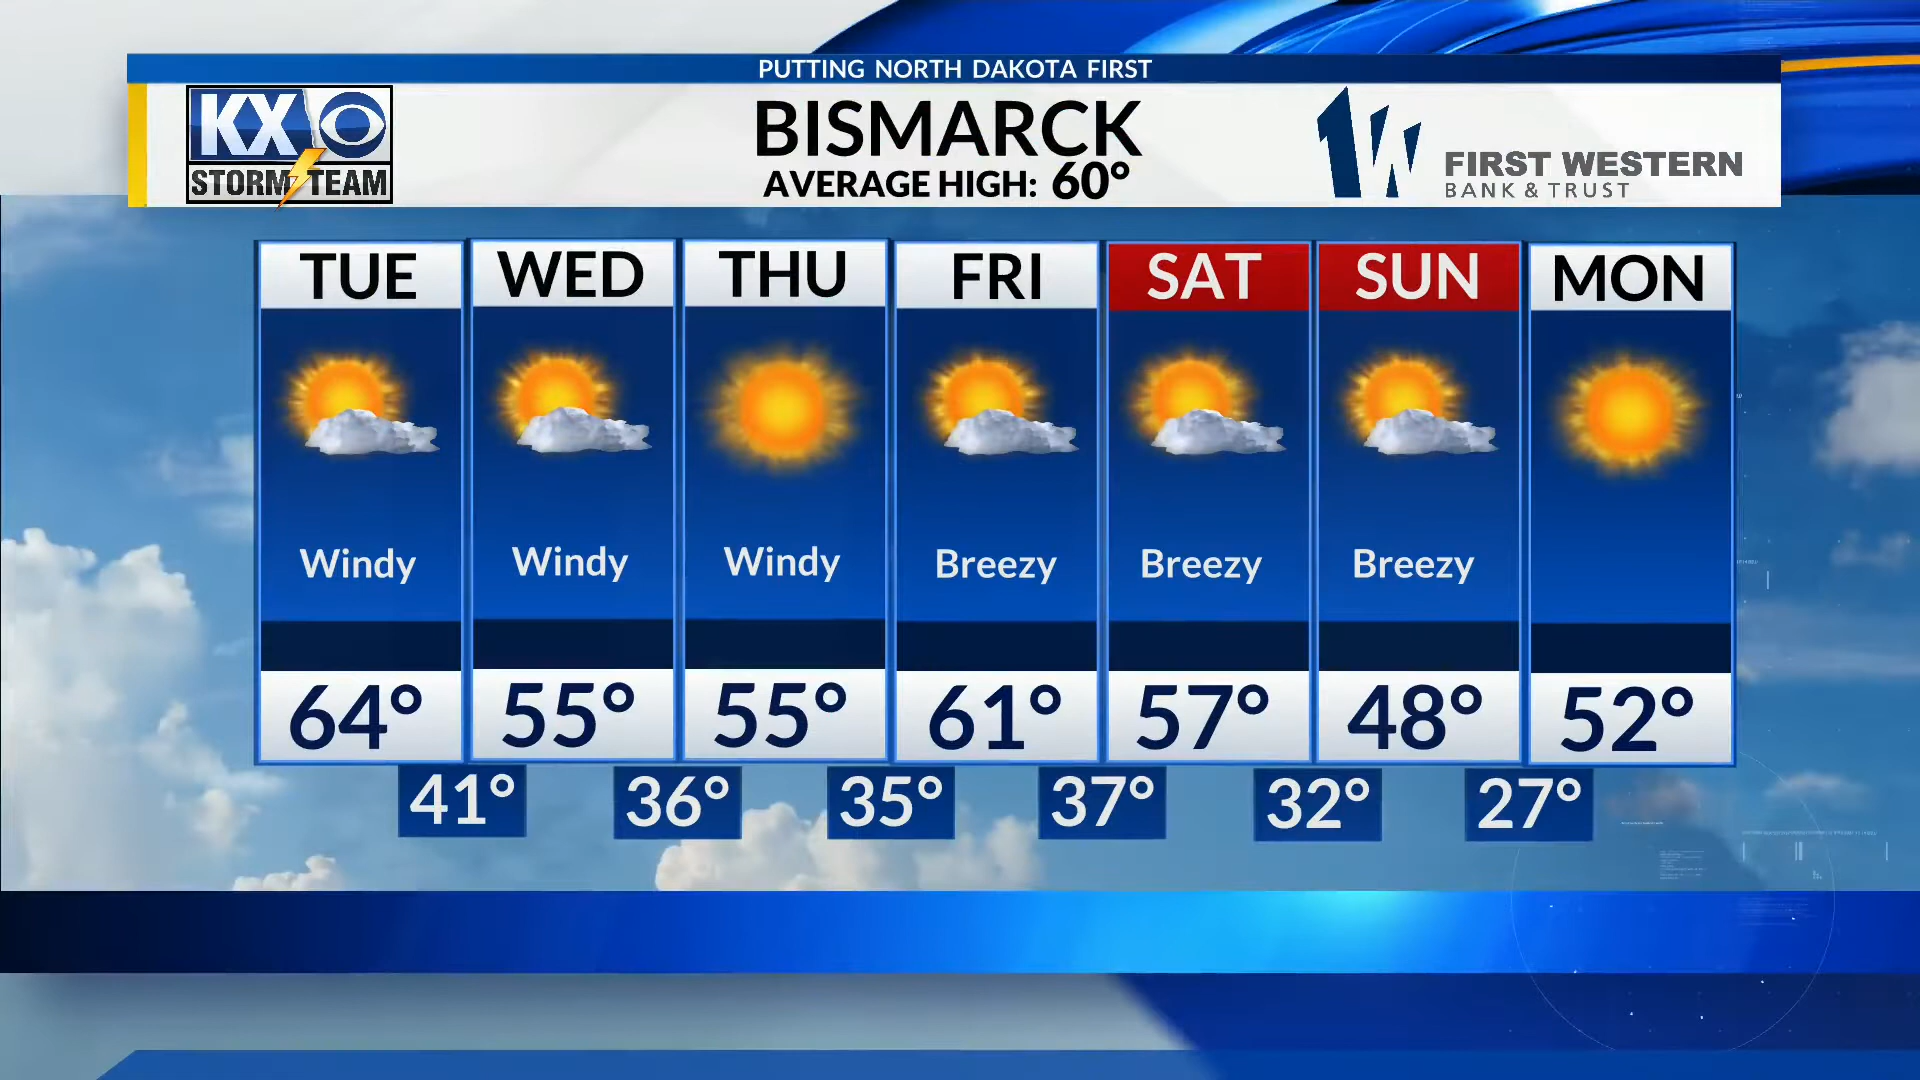 PUTTING NORTH DAKOTA FIRST
KX
STORM TEAM
BISMARCK
AVERAGE HIGH: 60°
FIRST WESTERN
BANK & TRUST
TUE WED THU FRI SAT SUN MON
Windy Windy Windy Breezy Breezy Breezy
64° 55° 55° 61° 57° 48° 52°
41° 36° 35° 37° 32° 27°